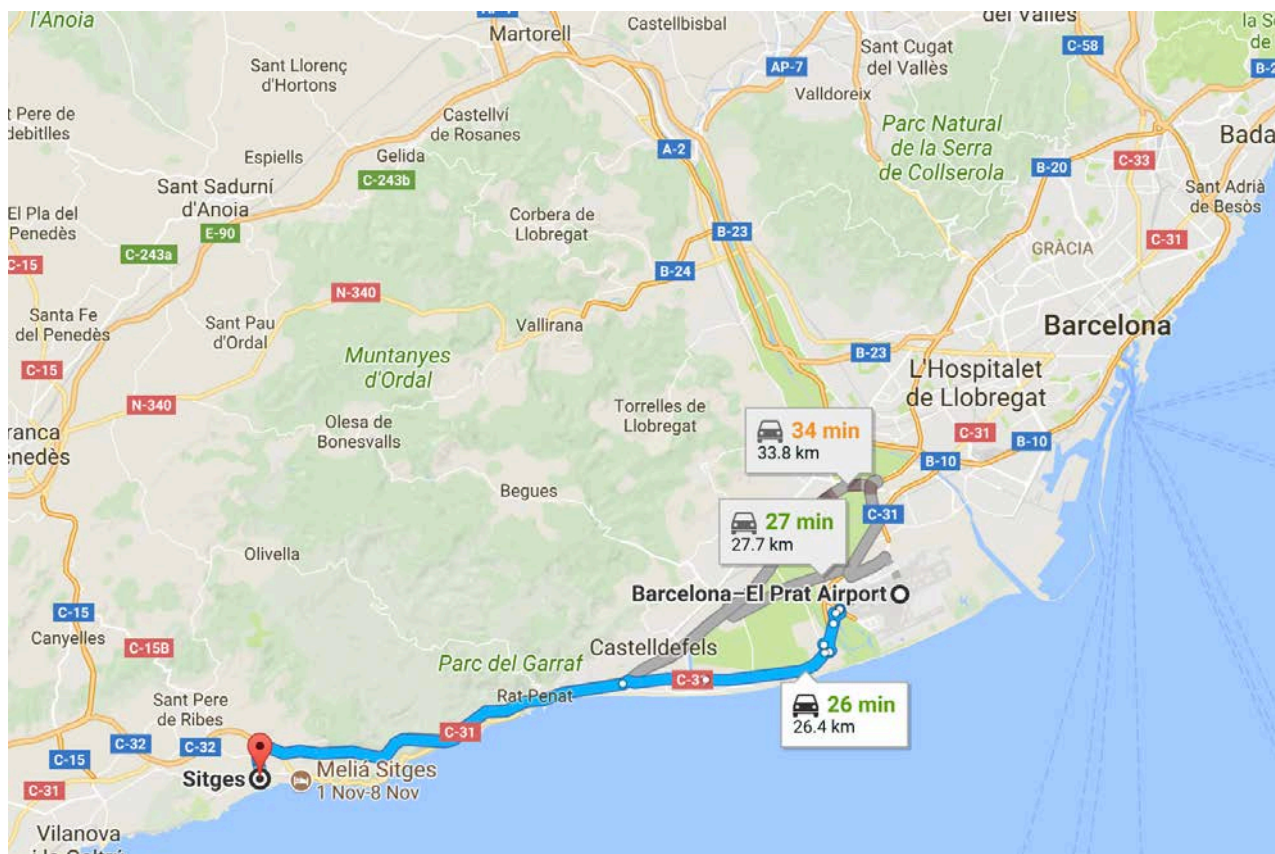 l'Anoia
Martorell
Castellbisbal
del Vallès
C-58
AP-7
Sant Cugat
del Vallès
Valldoreix
Sant Llorenç
d'Hortons
Castellví
de Rosanes
t Pere de
debitlles
Espiells
Gelida
A-2
Parc Natural
de la Serra
de Collserola
B-20
C-33
Bada
Sant Adrià
de Besòs
C-243b
Sant Sadurní
d'Anoia
E-90
El Pla del
Penedès
C-243a
C-15
Corbera de
Llobregat
B-23
B-24
GRÀCIA
C-31
N-340
Santa Fe
del Penedès
Sant Pau
d'Ordal
Vallirana
Barcelona
B-23
C-15
Muntanyes
d'Ordal
L'Hospitalet
de Llobregat
N-340
Olesa de
Bonesvalls
Torrelles de
Llobregat
ranca
enedès
34 min
33.8 km
C-31
B-10
B-10
Begues
27 min
27.7 km
C-31
Olivella
Barcelona–El Prat Airport
C-15
Canyelles
C-15B
Castelldefels
Parc del Garraf
C-31
Rat-Penat
Sant Pere
de Ribes
26 min
26.4 km
C-31
C-32
C-32
C-15
Sitges
Meliá Sitges
1 Nov-8 Nov
C-31
Vilanova